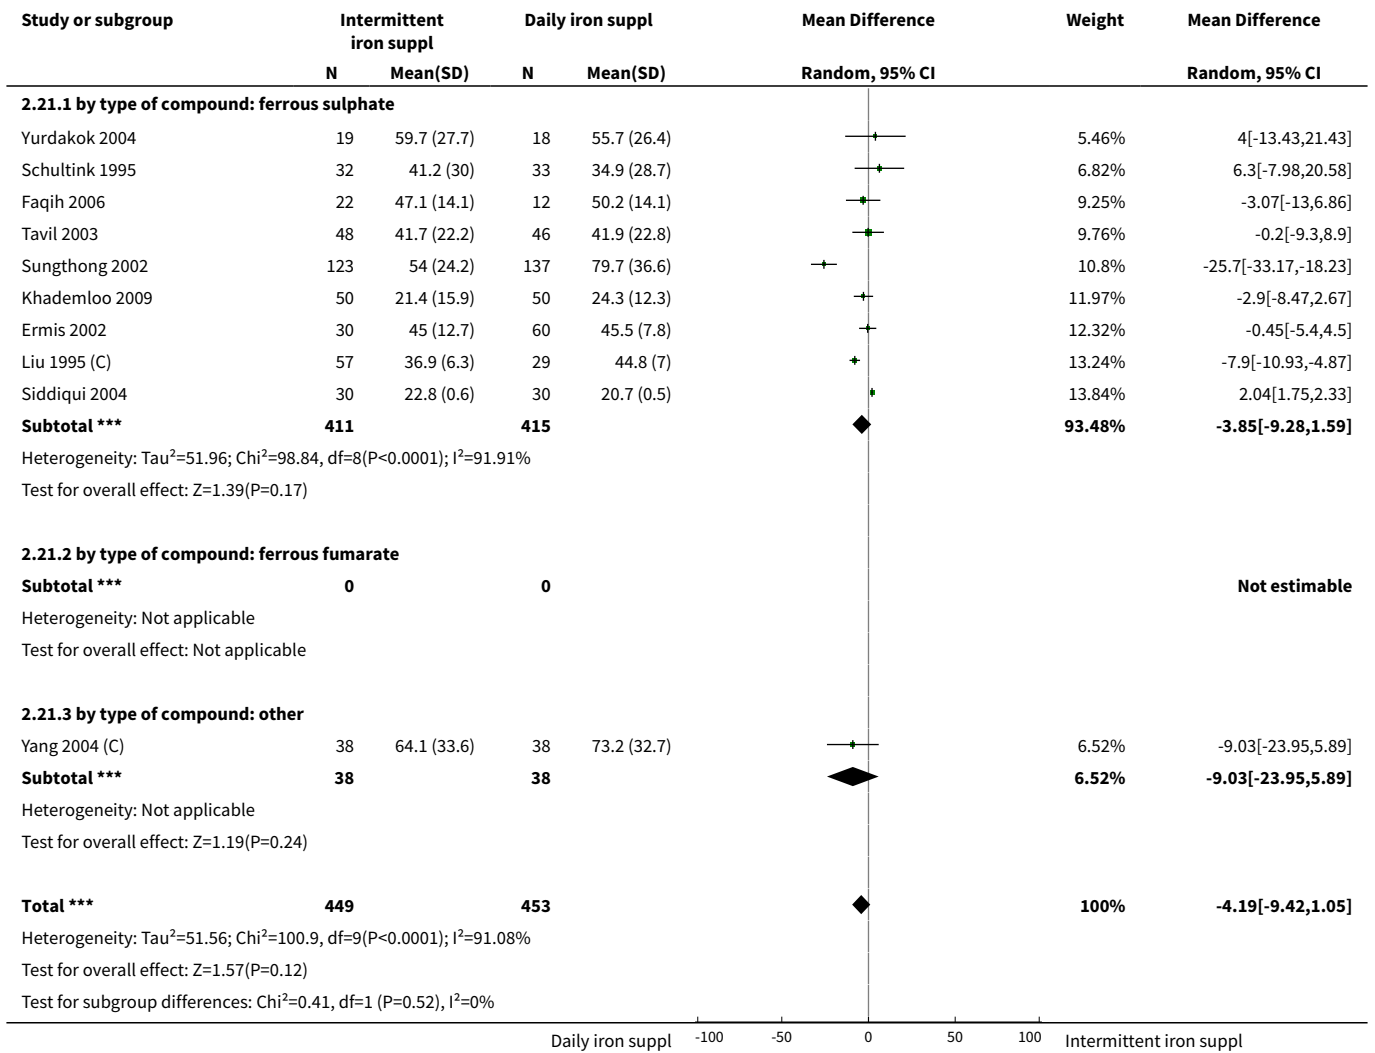 Study or subgroup Intermittent iron suppl Daily iron suppl Mean Difference Weight Mean Difference
N Mean(SD) N Mean(SD) Random, 95% CI Random, 95% CI
2.21.1 by type of compound: ferrous sulphate
Yurdakok 2004 19 59.7 (27.7) 18 55.7 (26.4) 5.46% 4[-13.43,21.43]
Schultink 1995 32 41.2 (30) 33 34.9 (28.7) 6.82% 6.3[-7.98,20.58]
Faqih 2006 22 47.1 (14.1) 12 50.2 (14.1) 9.25% -3.07[-13,6.86]
Tavil 2003 48 41.7 (22.2) 46 41.9 (22.8) 9.76% -0.2[-9.3,8.9]
Sungthong 2002 123 54 (24.2) 137 79.7 (36.6) 10.8% -25.7[-33.17,-18.23]
Khademloo 2009 50 21.4 (15.9) 50 24.3 (12.3) 11.97% -2.9[-8.47,2.67]
Ermis 2002 30 45 (12.7) 60 45.5 (7.8) 12.32% -0.45[-5.4,4.5]
Liu 1995 (C) 57 36.9 (6.3) 29 44.8 (7) 13.24% -7.9[-10.93,-4.87]
Siddiqui 2004 30 22.8 (0.6) 30 20.7 (0.5) 13.84% 2.04[1.75,2.33]
Subtotal *** 411 415 93.48% -3.85[-9.28,1.59]
Heterogeneity: Tau²=51.96; Chi²=98.84, df=8(P<0.0001); I²=91.91%
Test for overall effect: Z=1.39(P=0.17)
2.21.2 by type of compound: ferrous fumarate
Subtotal *** 0 0 Not estimable
Heterogeneity: Not applicable
Test for overall effect: Not applicable
2.21.3 by type of compound: other
Yang 2004 (C) 38 64.1 (33.6) 38 73.2 (32.7) 6.52% -9.03[-23.95,5.89]
Subtotal *** 38 38 6.52% -9.03[-23.95,5.89]
Heterogeneity: Not applicable
Test for overall effect: Z=1.19(P=0.24)
Total *** 449 453 100% -4.19[-9.42,1.05]
Heterogeneity: Tau²=51.56; Chi²=100.9, df=9(P<0.0001); I²=91.08%
Test for overall effect: Z=1.57(P=0.12)
Test for subgroup differences: Chi²=0.41, df=1 (P=0.52), I²=0%
Daily iron suppl -100 -50 0 50 100 Intermittent iron suppl